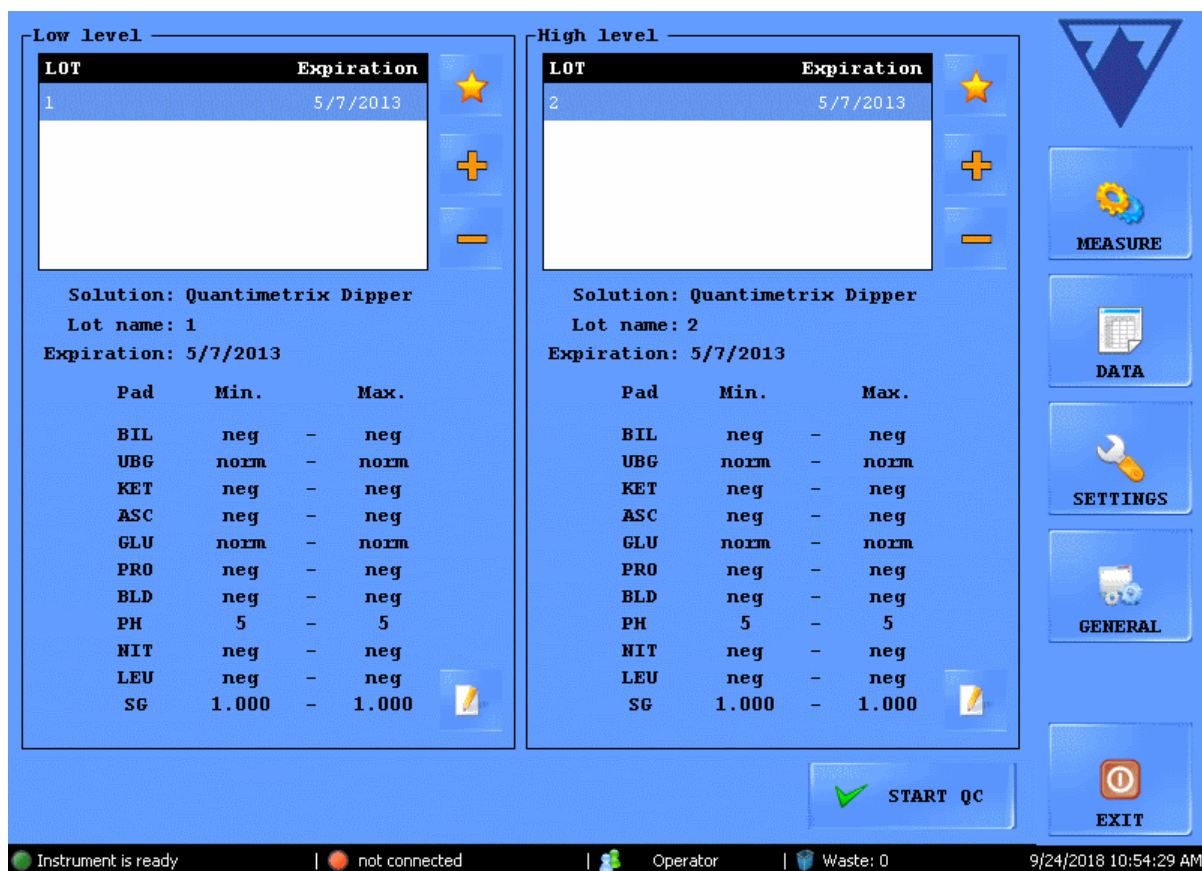 Low level
LOT Expiration
1 5/7/2013
Solution: Quantimetrix Dipper
Lot name: 1
Expiration: 5/7/2013
Pad Min. Max.
BIL neg - neg
UBG norm - norm
KET neg - neg
ASC neg - neg
GLU norm - norm
PRO neg - neg
BLD neg - neg
PH 5 - 5
NIT neg - neg
LEU neg - neg
SG 1.000 - 1.000
High level
LOT Expiration
2 5/7/2013
Solution: Quantimetrix Dipper
Lot name: 2
Expiration: 5/7/2013
Pad Min. Max.
BIL neg - neg
UBG norm - norm
KET neg - neg
ASC neg - neg
GLU norm - norm
PRO neg - neg
BLD neg - neg
PH 5 - 5
NIT neg - neg
LEU neg - neg
SG 1.000 - 1.000
START QC
MEASURE
DATA
SETTINGS
GENERAL
EXIT
Instrument is ready | not connected | Operator | Waste: 0 9/24/2018 10:54:29 AM